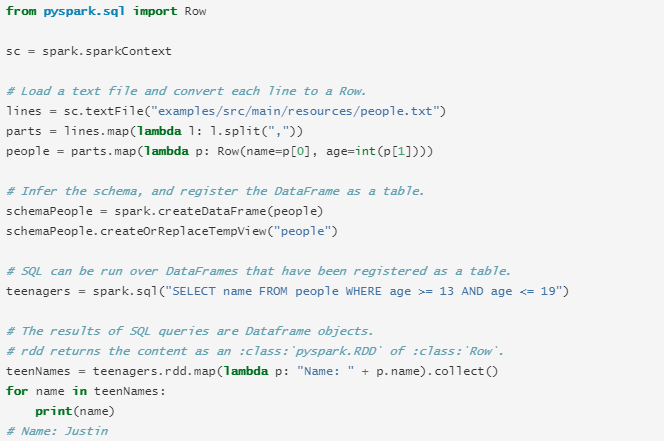 from pyspark.sql import Row
sc = spark.sparkContext
# Load a text file and convert each line to a Row.
lines = sc.textFile("examples/src/main/resources/people.txt")
parts = lines.map(lambda l: l.split(","))
people = parts.map(lambda p: Row(name=p[0], age=int(p[1])))
# Infer the schema, and register the DataFrame as a table.
schemaPeople = spark.createDataFrame(people)
schemaPeople.createOrReplaceTempView("people")
# SQL can be run over DataFrames that have been registered as a table.
teenagers = spark.sql("SELECT name FROM people WHERE age >= 13 AND age <= 19")
# The results of SQL queries are Dataframe objects.
# rdd returns the content as an :class:`pyspark.RDD` of :class:`Row`.
teenNames = teenagers.rdd.map(lambda p: "Name: " + p.name).collect()
for name in teenNames:
    print(name)
# Name: Justin